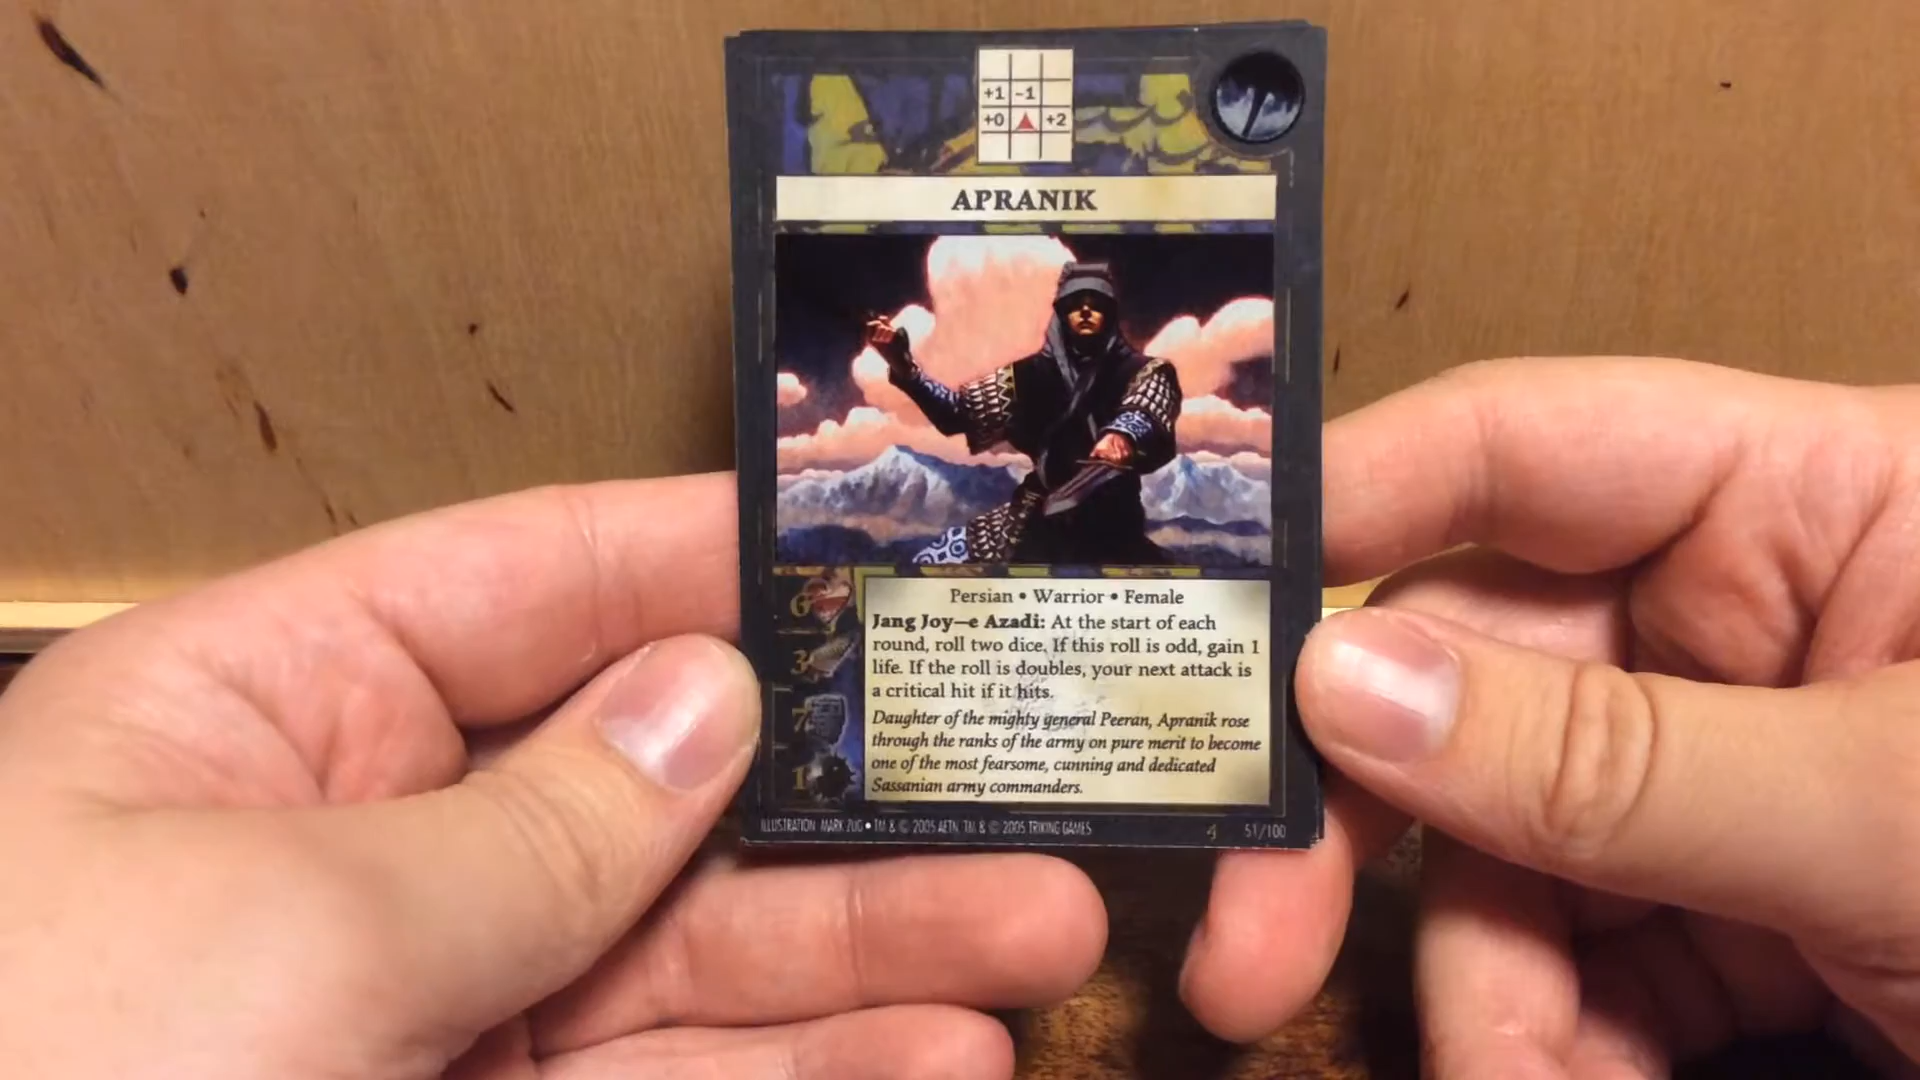 +1 -1
+0 +2
APRANIK
6
3
7
1
Persian • Warrior • Female
Jang Joy—e Azadi: At the start of each
round, roll two dice. If this roll is odd, gain 1
life. If the roll is doubles, your next attack is
a critical hit if it hits.
Daughter of the mighty general Peeran, Apranik rose
through the ranks of the army on pure merit to become
one of the most fearsome, cunning and dedicated
Sassanian army commanders.
ILLUSTRATION MARK ZUG • TM & © 2005 AETN. TM & © 2005 TRIKING GAMES 4 51/100